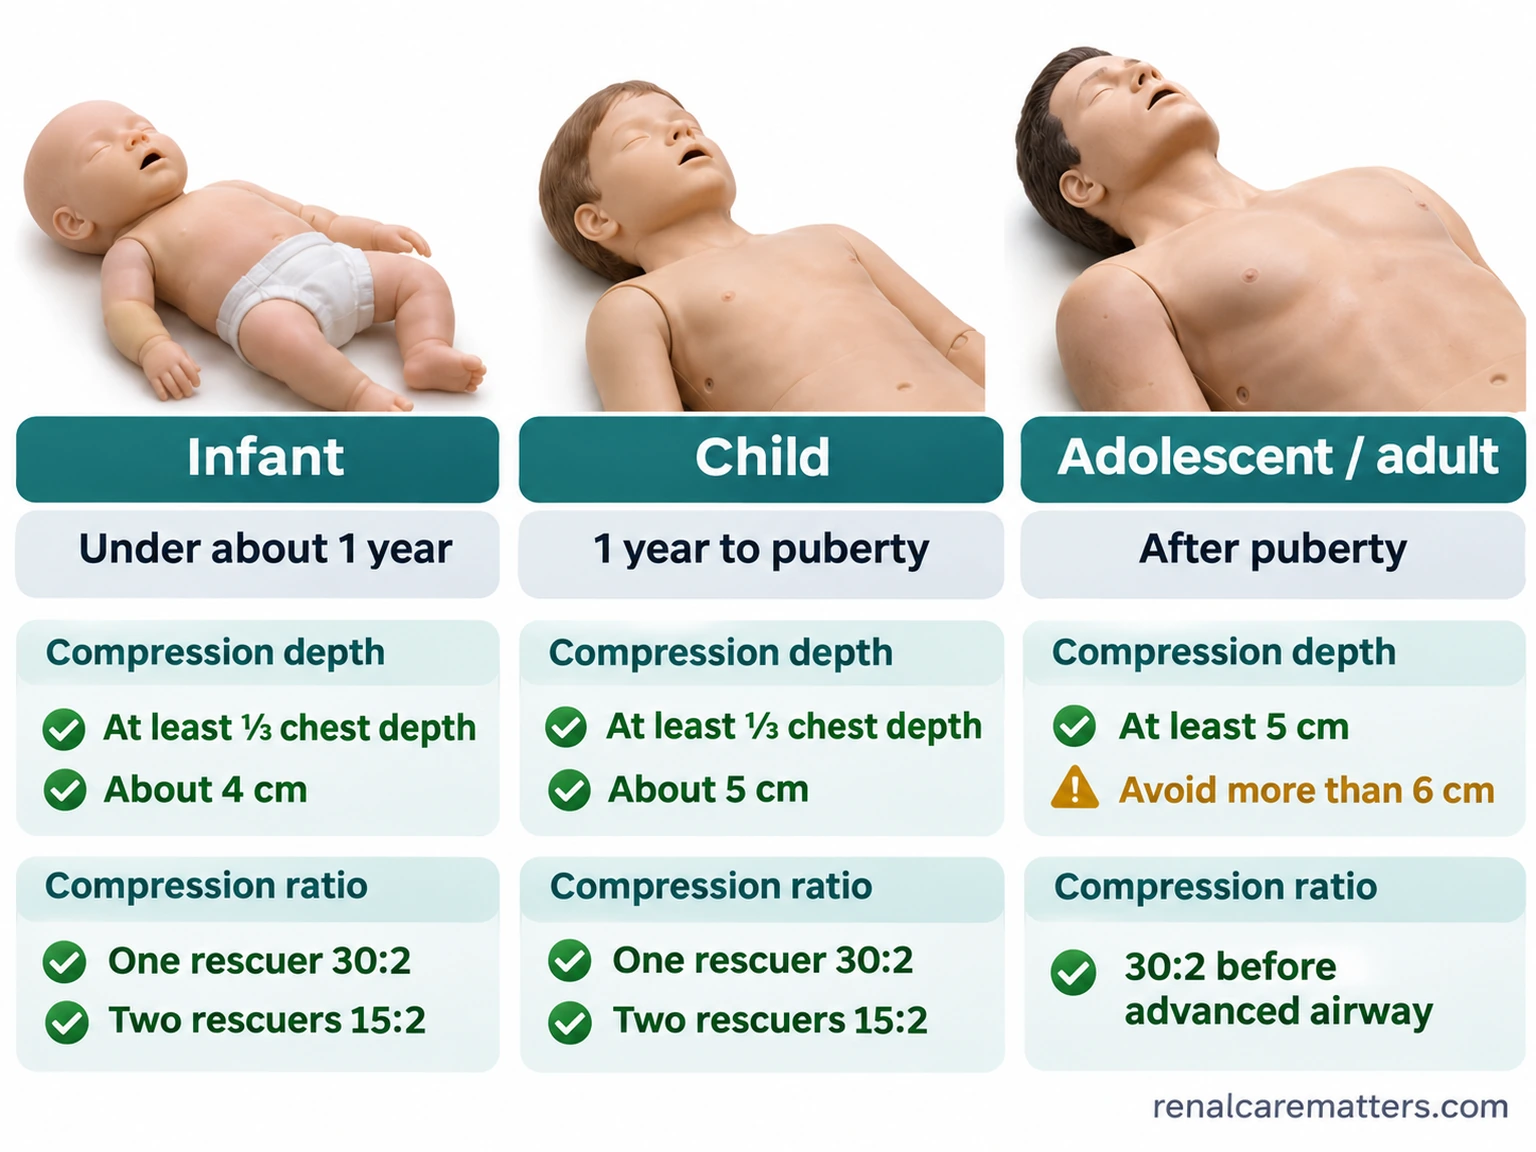 Infant
Under about 1 year
Compression depth
At least ⅓ chest depth
About 4 cm
Compression ratio
One rescuer 30:2
Two rescuers 15:2
Child
1 year to puberty
Compression depth
At least ⅓ chest depth
About 5 cm
Compression ratio
One rescuer 30:2
Two rescuers 15:2
Adolescent / adult
After puberty
Compression depth
At least 5 cm
Avoid more than 6 cm
Compression ratio
30:2 before
advanced airway
renalcarematters.com